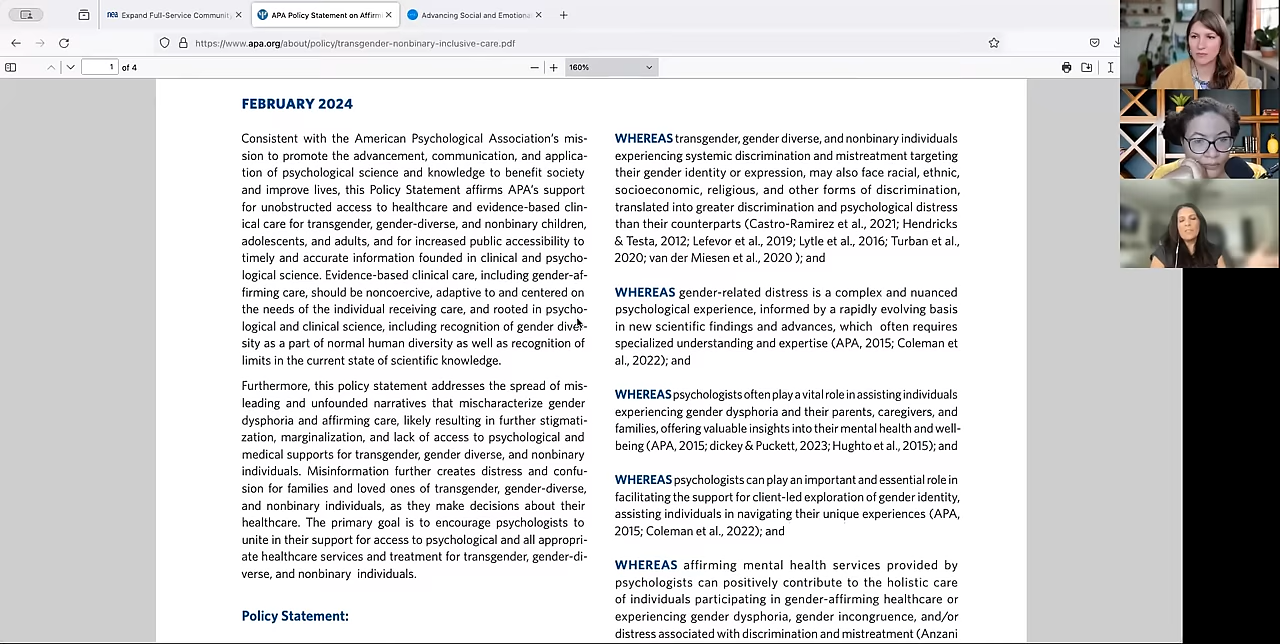 Expand Full-Service Communit
APA Policy Statement on Affirm
Advancing Social and Emotiona
https://www.apa.org/about/policy/transgender-nonbinary-inclusive-care.pdf
1 of 4
160%
FEBRUARY 2024
Consistent with the American Psychological Association's mis-
sion to promote the advancement, communication, and applica-
tion of psychological science and knowledge to benefit society
and improve lives, this Policy Statement affirms APA's support
for unobstructed access to healthcare and evidence-based clin-
ical care for transgender, gender-diverse, and nonbinary children,
adolescents, and adults, and for increased public accessibility to
timely and accurate information founded in clinical and psycho-
logical science. Evidence-based clinical care, including gender-af-
firming care, should be noncoercive, adaptive to and centered on
the needs of the individual receiving care, and rooted in psycho-
logical and clinical science, including recognition of gender diver-
sity as a part of normal human diversity as well as recognition of
limits in the current state of scientific knowledge.
Furthermore, this policy statement addresses the spread of mis-
leading and unfounded narratives that mischaracterize gender
dysphoria and affirming care, likely resulting in further stigmati-
zation, marginalization, and lack of access to psychological and
medical supports for transgender, gender diverse, and nonbinary
individuals. Misinformation further creates distress and confu-
sion for families and loved ones of transgender, gender-diverse,
and nonbinary individuals, as they make decisions about their
healthcare. The primary goal is to encourage psychologists to
unite in their support for access to psychological and all appropri-
ate healthcare services and treatment for transgender, gender-di-
verse, and nonbinary individuals.
Policy Statement:
WHEREAS transgender, gender diverse, and nonbinary individuals
experiencing systemic discrimination and mistreatment targeting
their gender identity or expression, may also face racial, ethnic,
socioeconomic, religious, and other forms of discrimination,
translated into greater discrimination and psychological distress
than their counterparts (Castro-Ramirez et al., 2021; Hendricks
& Testa, 2012; Lefevor et al., 2019; Lytle et al., 2016; Turban et al.,
2020; van der Miesen et al., 2020 ); and
WHEREAS gender-related distress is a complex and nuanced
psychological experience, informed by a rapidly evolving basis
in new scientific findings and advances, which often requires
specialized understanding and expertise (APA, 2015; Coleman et
al., 2022); and
WHEREAS psychologists often play a vital role in assisting individuals
experiencing gender dysphoria and their parents, caregivers, and
families, offering valuable insights into their mental health and well-
being (APA, 2015; dickey & Puckett, 2023; Hughto et al., 2015); and
WHEREAS psychologists can play an important and essential role in
facilitating the support for client-led exploration of gender identity,
assisting individuals in navigating their unique experiences (APA,
2015; Coleman et al., 2022); and
WHEREAS affirming mental health services provided by
psychologists can positively contribute to the holistic care
of individuals participating in gender-affirming healthcare or
experiencing gender dysphoria, gender incongruence, and/or
distress associated with discrimination and mistreatment (Anzani